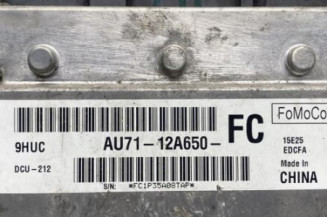 FoMoCo
9HUC AU71-12A650- FC
15E25
EDCFA
DCU-212
Made In
CHINA
S/N: *FC1P35A08TAP*